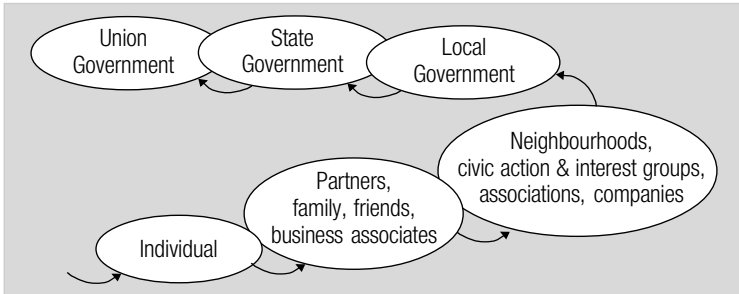 Union
Government
State
Government
Local
Government
Neighbourhoods,
civic action & interest groups,
associations, companies
Partners,
family, friends,
business associates
Individual